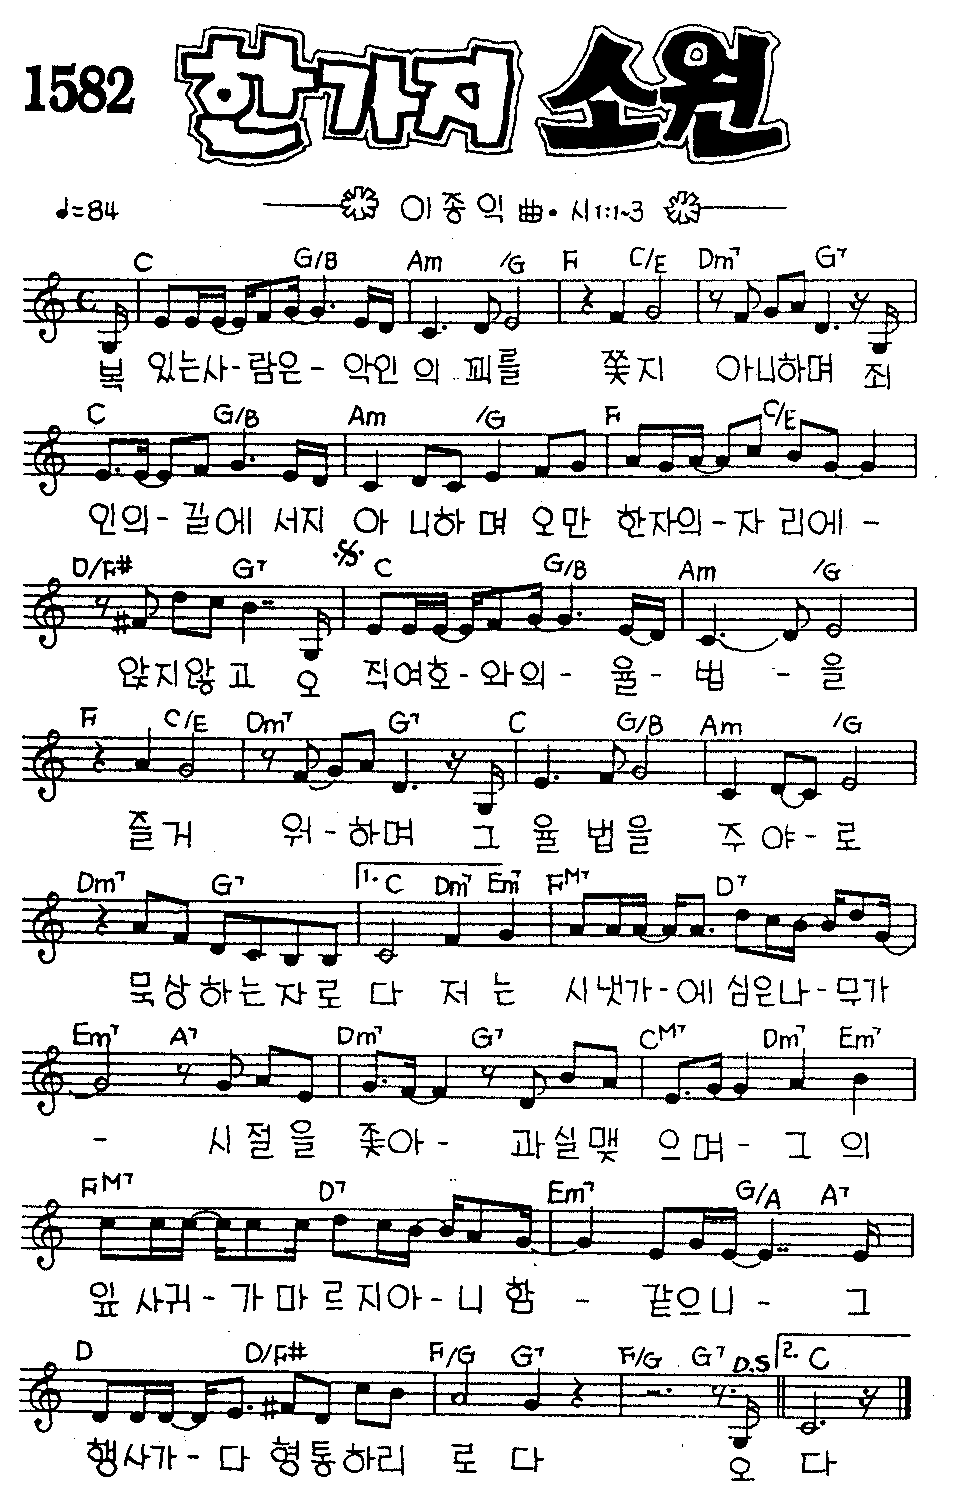 1582 한가지 소원
♩=84 이종익 曲·시1:1~3
C G/B Am /G F C/E Dm7 G7
복 있는사-람은- 악인의 꾀를 쫓지 아니하며 죄
C G/B Am /G F C/E
인의-길에 서지 아니하며 오만 한자의-자리에-
D/F# G7 C G/B Am /G
앉지않고 오 직여호-와의- 율-법 -을
F C/E Dm7 G7 C G/B Am /G
즐거 워-하며 그 율법을 주야-로
Dm7 G7 1. C Dm7 Em7 FM7 D7
묵상하는자로다 저는 시냇가-에심은나-무가
Em7 A7 Dm7 G7 CM7 Dm7 Em7
- 시절을 좇아- 과실맺 으며- 그의
FM7 D7 Em7 G/A A7
잎사귀-가마르지아-니함 - 같으니- 그
D D/F# F/G G7 F/G G7 D.S 2. C
행사가-다형통하리 로다 오 다